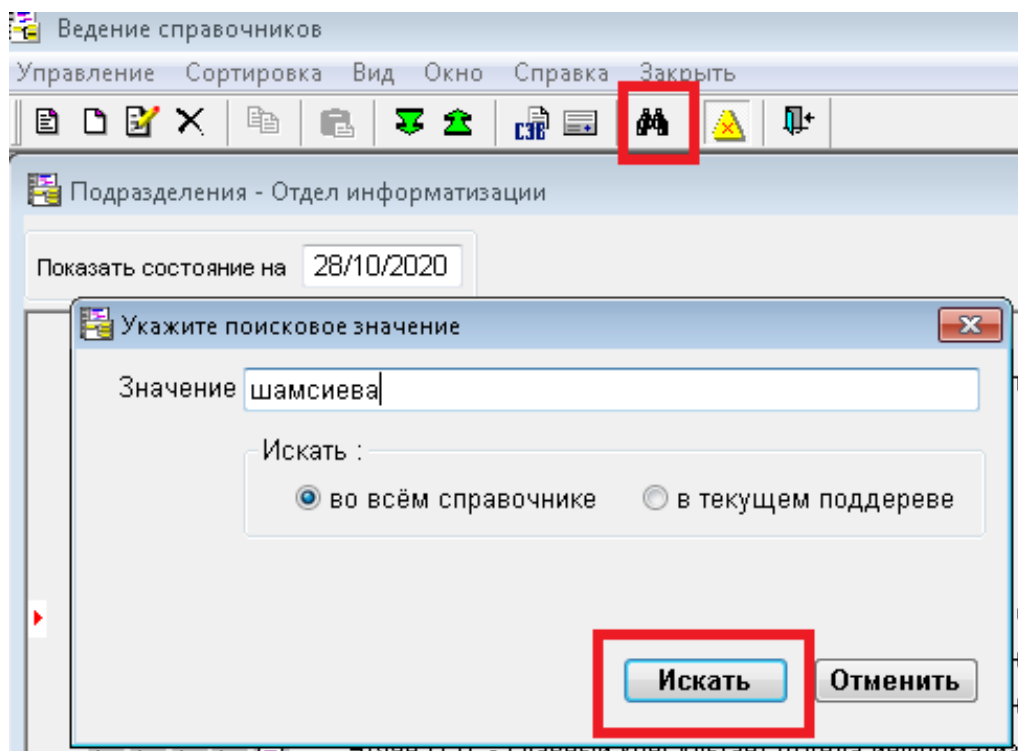 Ведение справочников
Управление Сортировка Вид Окно Справка Закрыть
СЭВ
Подразделения - Отдел информатизации
Показать состояние на 28/10/2020
Укажите поисковое значение
Значение шамсиева
Искать :
во всём справочнике в текущем поддереве
Искать Отменить